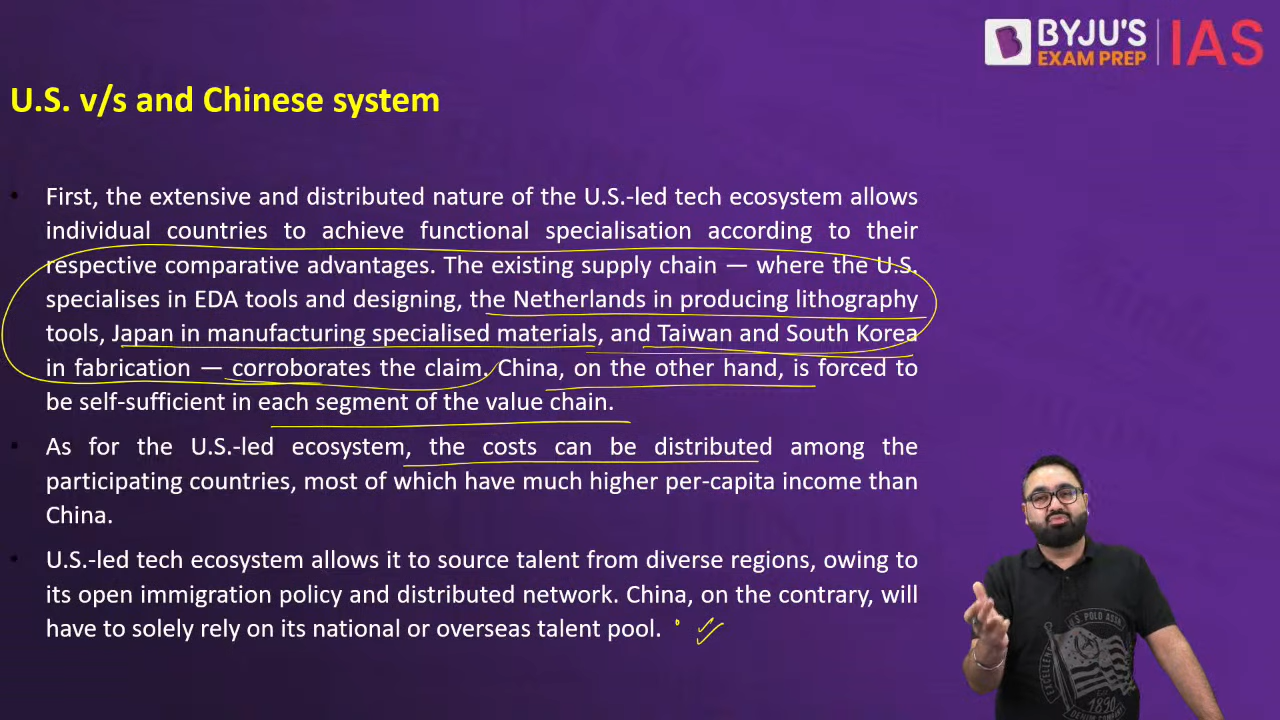 BYJU'S
EXAM PREP
IAS
U.S. v/s and Chinese system
• First, the extensive and distributed nature of the U.S.-led tech ecosystem allows
individual countries to achieve functional specialisation according to their
respective comparative advantages. The existing supply chain — where the U.S.
specialises in EDA tools and designing, the Netherlands in producing lithography
tools, Japan in manufacturing specialised materials, and Taiwan and South Korea
in fabrication — corroborates the claim. China, on the other hand, is forced to
be self-sufficient in each segment of the value chain.
• As for the U.S.-led ecosystem, the costs can be distributed among the
participating countries, most of which have much higher per-capita income than
China.
• U.S.-led tech ecosystem allows it to source talent from diverse regions, owing to
its open immigration policy and distributed network. China, on the contrary, will
have to solely rely on its national or overseas talent pool.
U.S. POLO ASSN.
1890